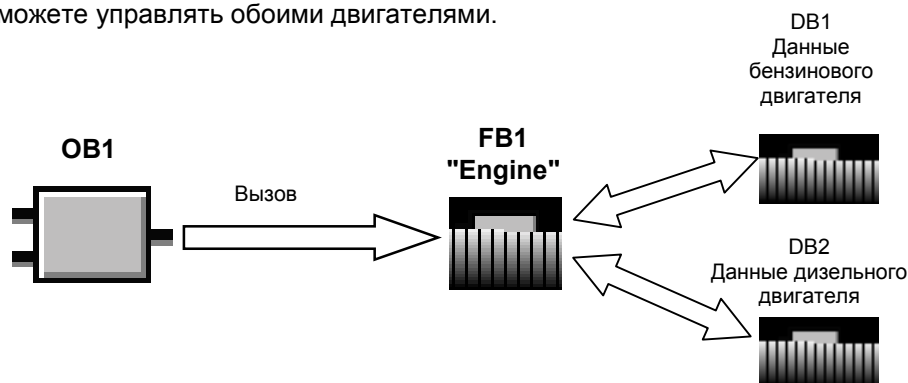 можете управлять обоими двигателями.
OB1
Вызов
FB1
"Engine"
DB1
Данные
бензинового
двигателя
DB2
Данные дизельного
двигателя